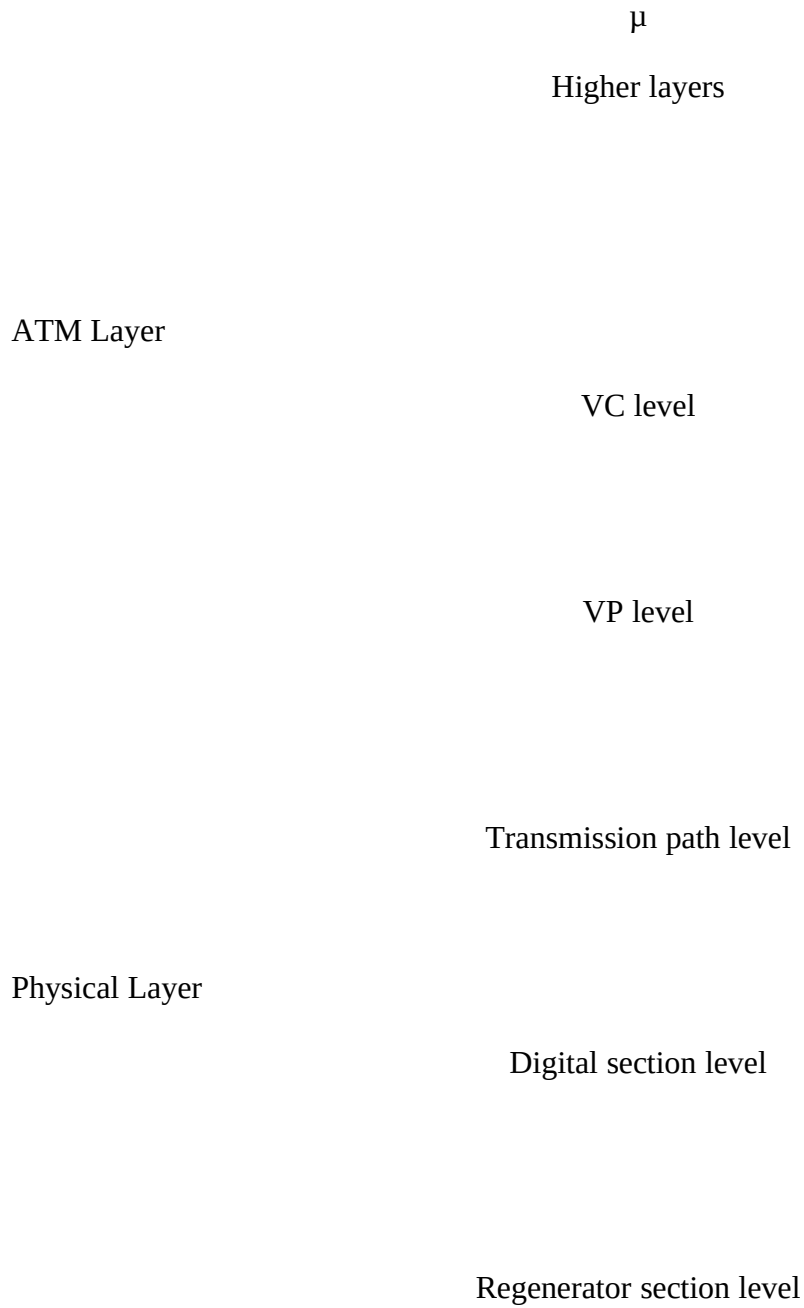 µ
Higher layers
ATM Layer
VC level
VP level
Transmission path level
Physical Layer
Digital section level
Regenerator section level